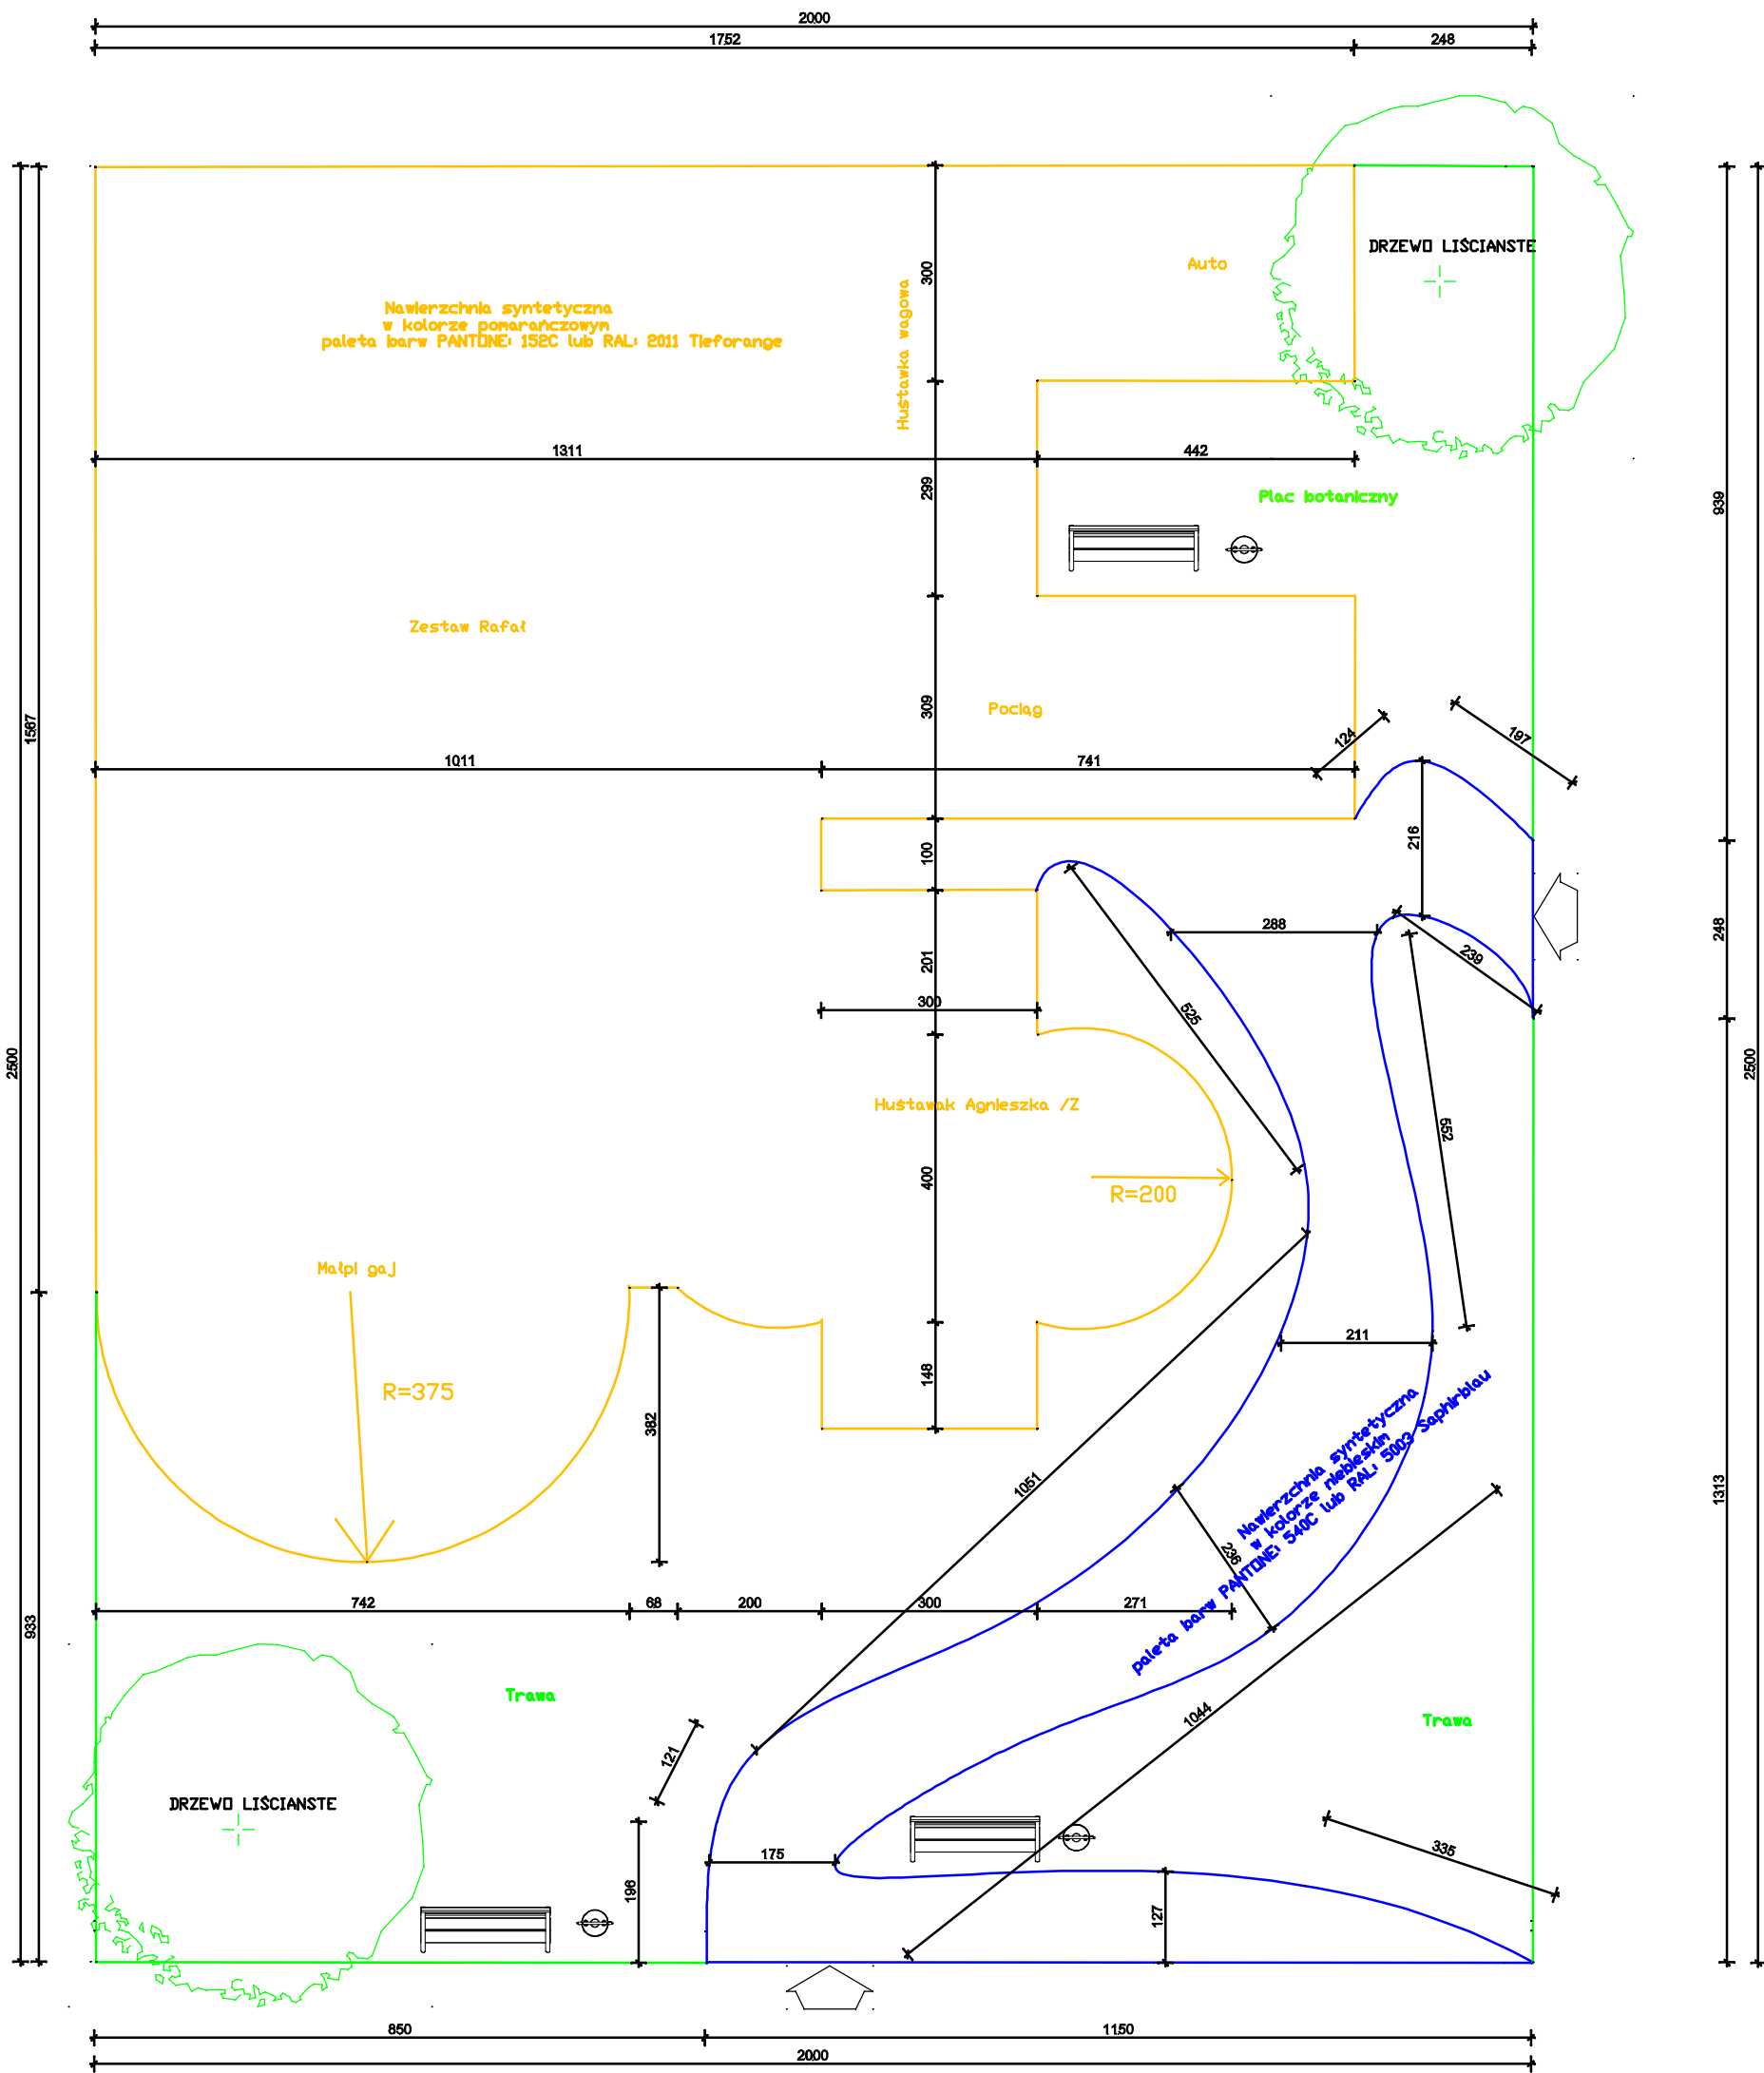 2000
1752
248
DRZEWO LIŚCIANSTE
Auto
300
Huśtawka wagowa
Nawierzchnia syntetyczna
w kolorze pomarańczowym
paleta barw PANTONE: 152C lub RAL: 2011 Tieforange
1311
442
299
Plac botaniczny
939
Zestaw Rafał
309
Pociąg
1567
124
197
1011
741
100
216
201
288
248
239
300
525
2500
2500
Huśtawak Agnieszka /Z
552
400
R=200
Małpi gaj
211
148
R=375
382
Nawierzchnia syntetyczna
w kolorze niebieskim
paleta barw PANTONE: 540C lub RAL: 5003 Saphirblau
1051
1313
236
742
68
200
300
271
933
Trawa
1044
Trawa
121
DRZEWO LIŚCIANSTE
175
335
196
127
850
1150
2000